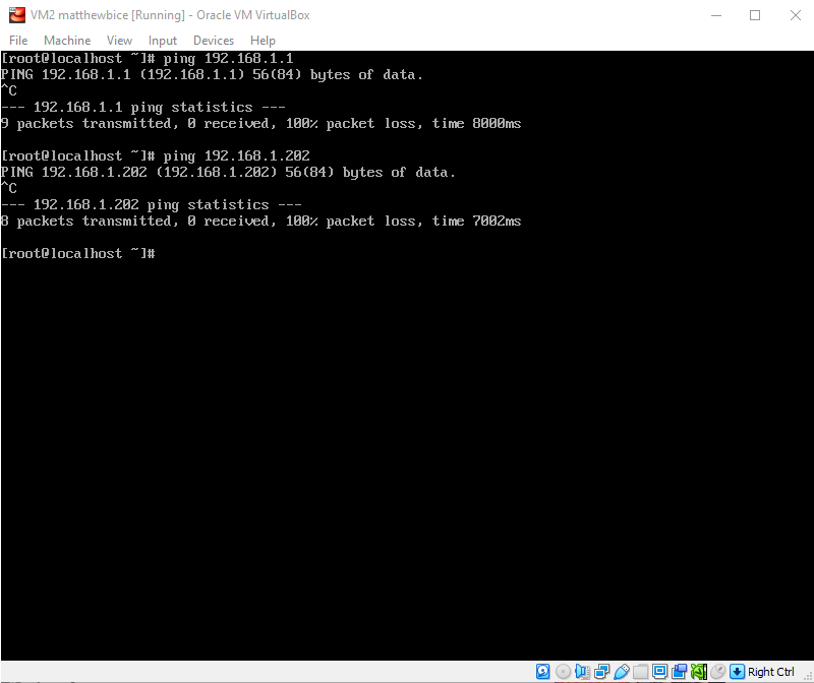 VM2 matthewbice [Running] - Oracle VM VirtualBox
File Machine View Input Devices Help
[root@localhost ~]# ping 192.168.1.1
PING 192.168.1.1 (192.168.1.1) 56(84) bytes of data.
^C
--- 192.168.1.1 ping statistics ---
9 packets transmitted, 0 received, 100% packet loss, time 8000ms
[root@localhost ~]# ping 192.168.1.202
PING 192.168.1.202 (192.168.1.202) 56(84) bytes of data.
^C
--- 192.168.1.202 ping statistics ---
8 packets transmitted, 0 received, 100% packet loss, time 7002ms
[root@localhost ~]#
Right Ctrl